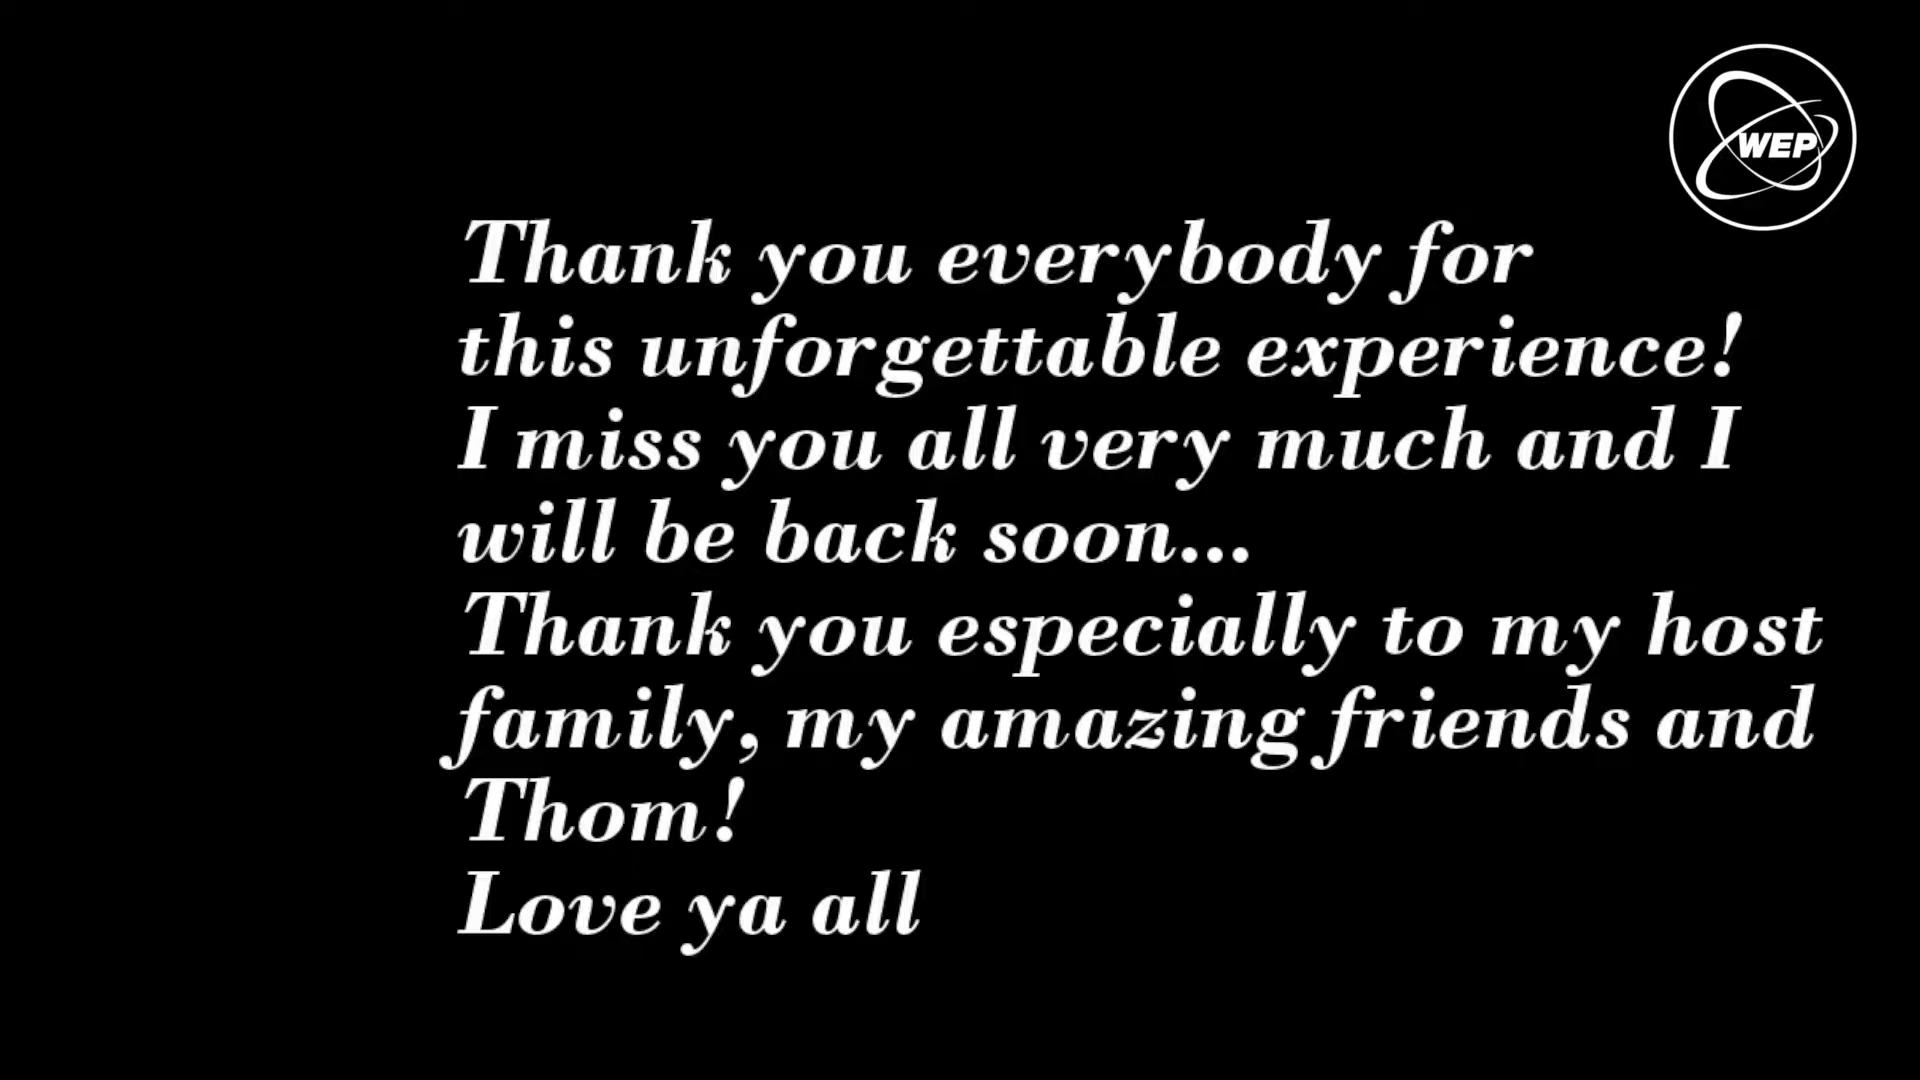 WEP
Thank you everybody for
this unforgettable experience!
I miss you all very much and I
will be back soon...
Thank you especially to my host
family, my amazing friends and
Thom!
Love ya all